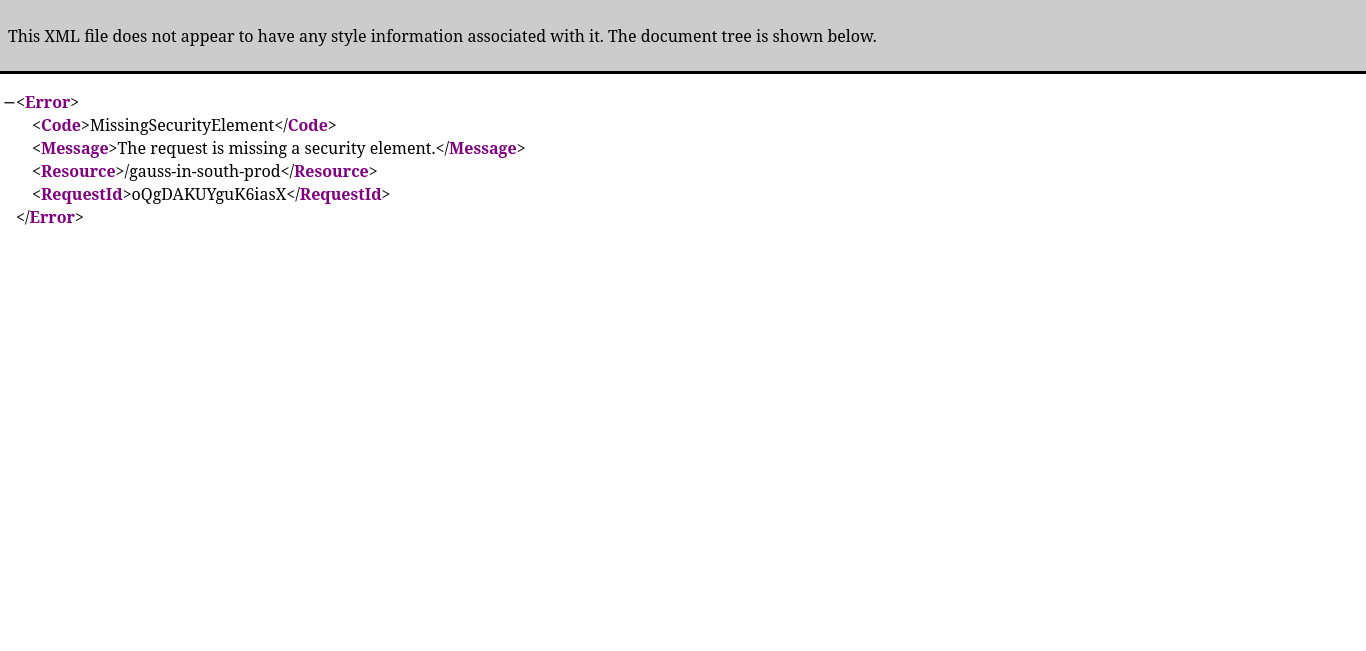 This XML file does not appear to have any style information associated with it. The document tree is shown below.
−<Error>
<Code>MissingSecurityElement</Code>
<Message>The request is missing a security element.</Message>
<Resource>/gauss-in-south-prod</Resource>
<RequestId>oQgDAKUYguK6iasX</RequestId>
</Error>